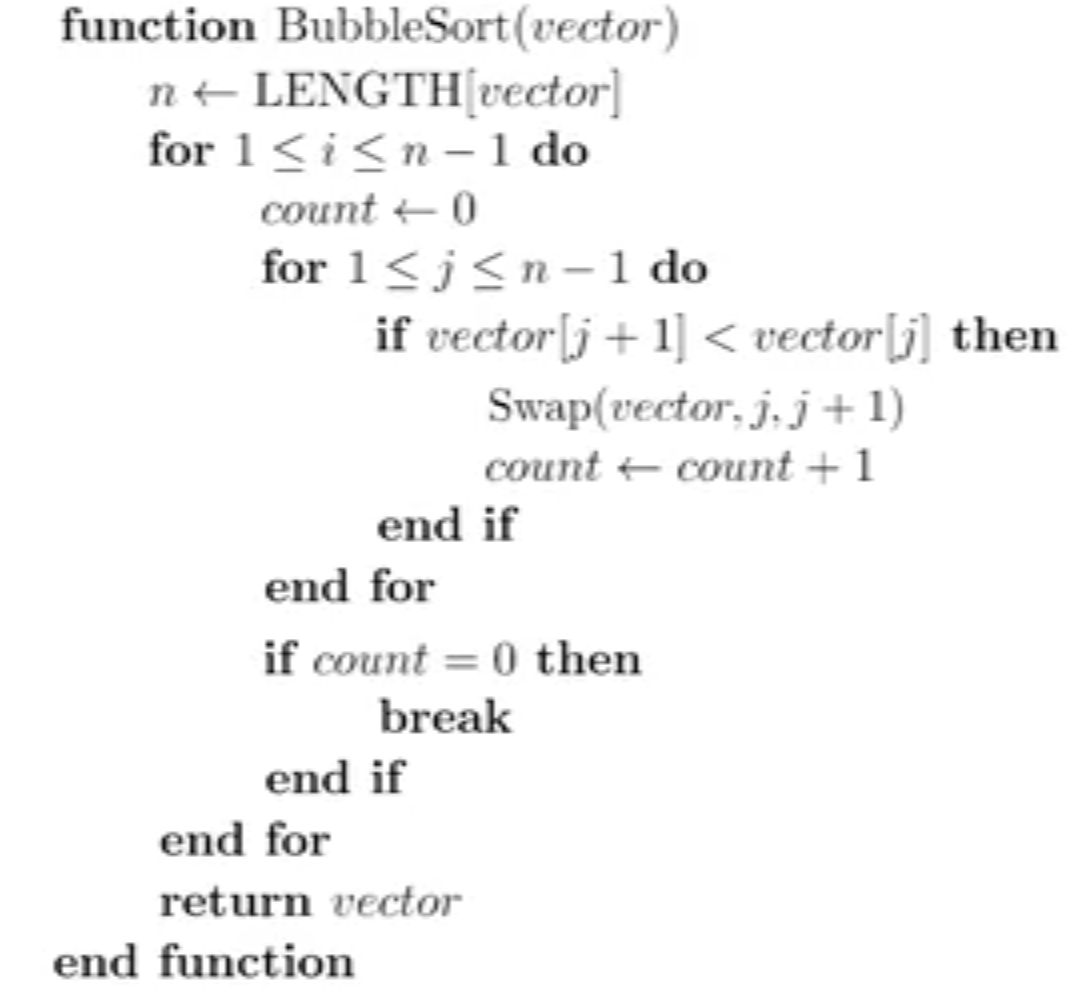 function BubbleSort(vector)
n ← LENGTH[vector]
for 1 ≤ i ≤ n − 1 do
count ← 0
for 1 ≤ j ≤ n − 1 do
if vector[j + 1] < vector[j] then
Swap(vector, j, j + 1)
count ← count + 1
end if
end for
if count = 0 then
break
end if
end for
return vector
end function